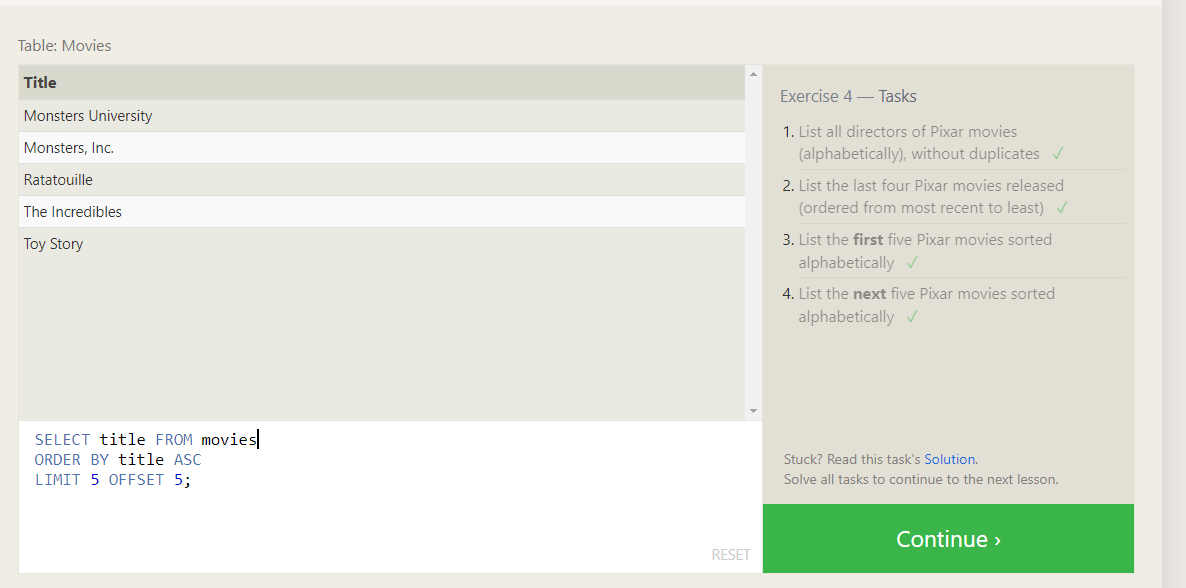 Table: Movies
Title
Monsters University
Monsters, Inc.
Ratatouille
The Incredibles
Toy Story
SELECT title FROM movies
ORDER BY title ASC
LIMIT 5 OFFSET 5;
RESET
Exercise 4 — Tasks
1. List all directors of Pixar movies
(alphabetically), without duplicates ✓
2. List the last four Pixar movies released
(ordered from most recent to least) ✓
3. List the first five Pixar movies sorted
alphabetically ✓
4. List the next five Pixar movies sorted
alphabetically ✓
Stuck? Read this task's Solution.
Solve all tasks to continue to the next lesson.
Continue ›